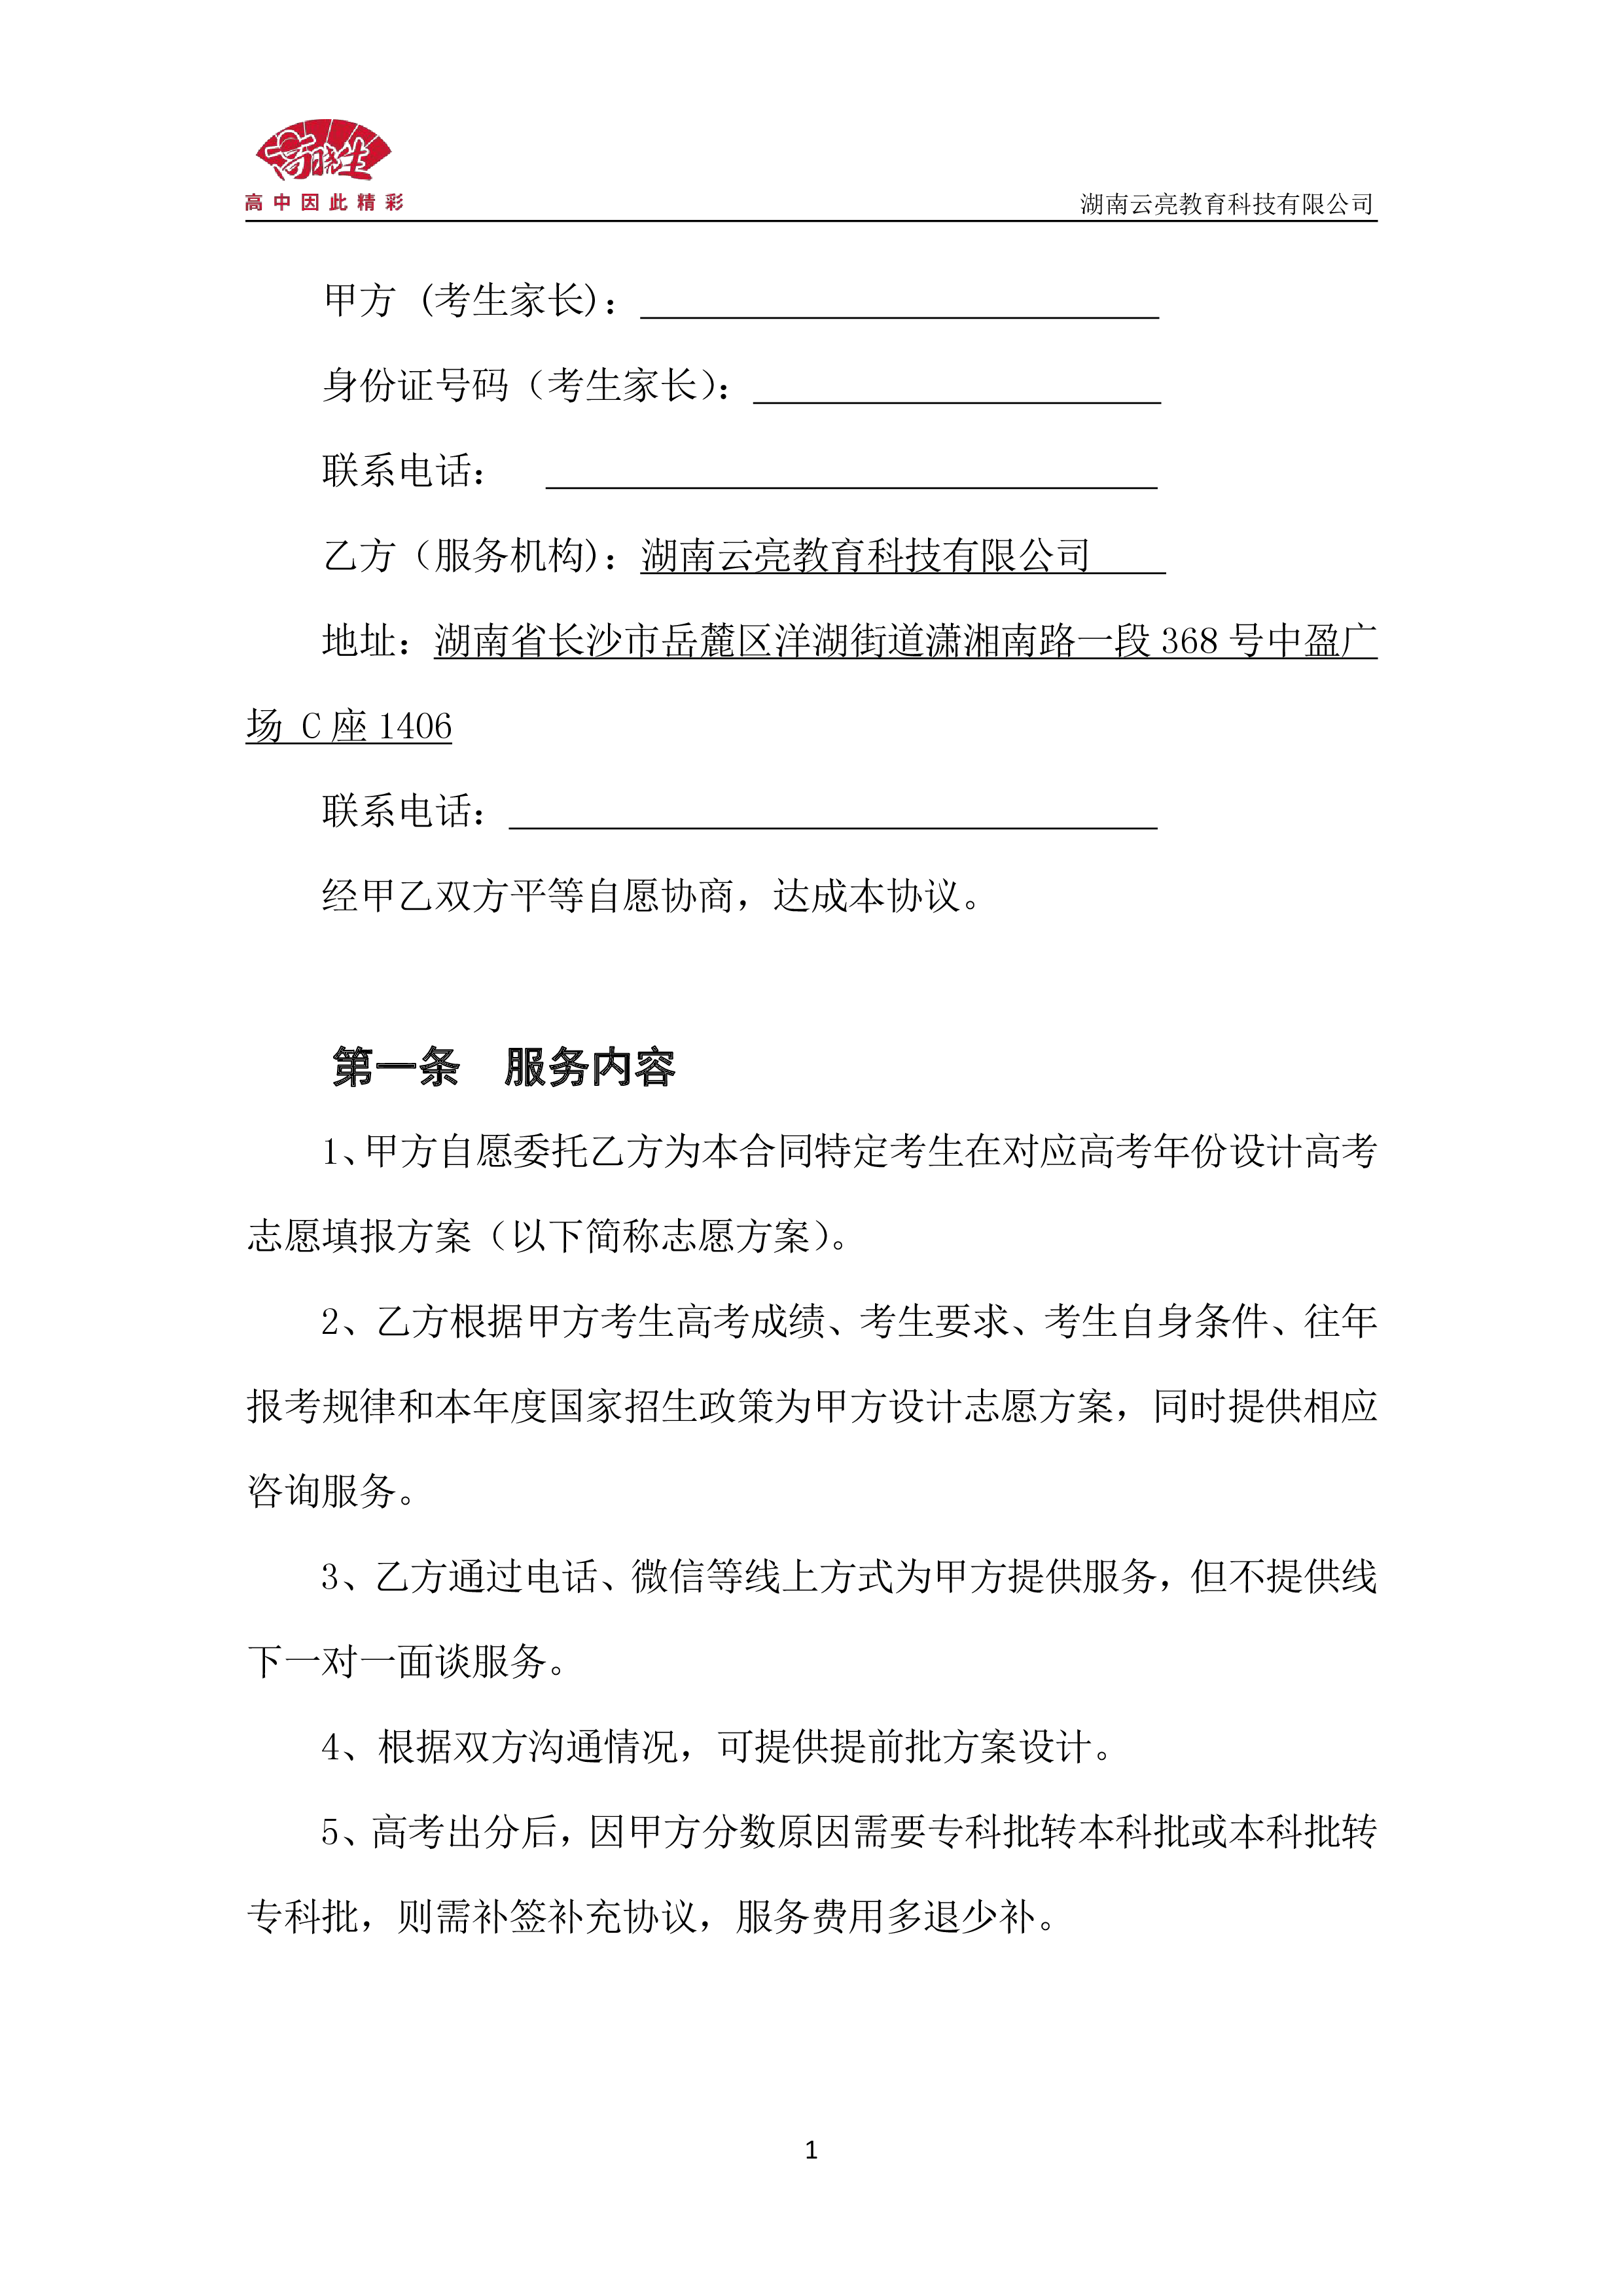 高晓生
高中因此精彩
湖南云亮教育科技有限公司
甲方 (考生家长)：
身份证号码（考生家长）：
联系电话：
乙方（服务机构)：湖南云亮教育科技有限公司
地址：湖南省长沙市岳麓区洋湖街道潇湘南路一段 368 号中盈广
场 C 座 1406
联系电话：
经甲乙双方平等自愿协商，达成本协议。
第一条　服务内容
1、甲方自愿委托乙方为本合同特定考生在对应高考年份设计高考
志愿填报方案（以下简称志愿方案）。
2、乙方根据甲方考生高考成绩、考生要求、考生自身条件、往年
报考规律和本年度国家招生政策为甲方设计志愿方案，同时提供相应
咨询服务。
3、乙方通过电话、微信等线上方式为甲方提供服务，但不提供线
下一对一面谈服务。
4、根据双方沟通情况，可提供提前批方案设计。
5、高考出分后，因甲方分数原因需要专科批转本科批或本科批转
专科批，则需补签补充协议，服务费用多退少补。
1